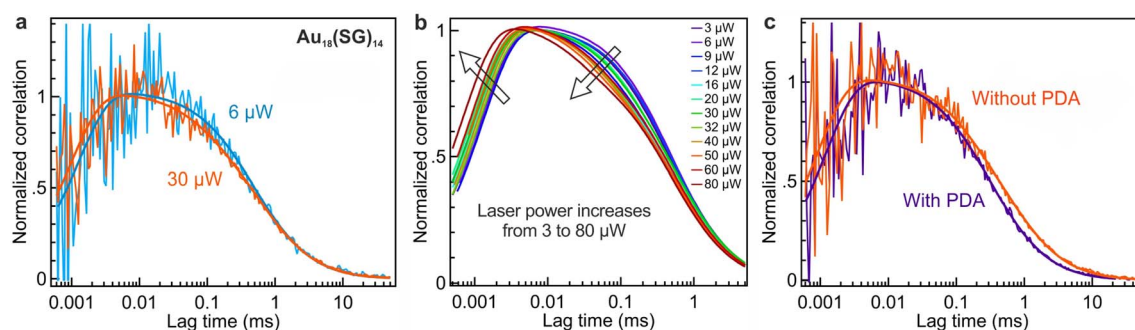 a
Au₁₈(SG)₁₄
Normalized correlation
1
.5
0
6 µW
30 µW
0.001 0.01 0.1 1 10
Lag time (ms)
b
Normalized correlation
1
.5
0
3 µW
6 µW
9 µW
12 µW
16 µW
20 µW
30 µW
32 µW
40 µW
50 µW
60 µW
80 µW
Laser power increases
from 3 to 80 µW
0.001 0.01 0.1 1
Lag time (ms)
c
Normalized correlation
1
.5
0
Without PDA
With PDA
0.001 0.01 0.1 1 10
Lag time (ms)